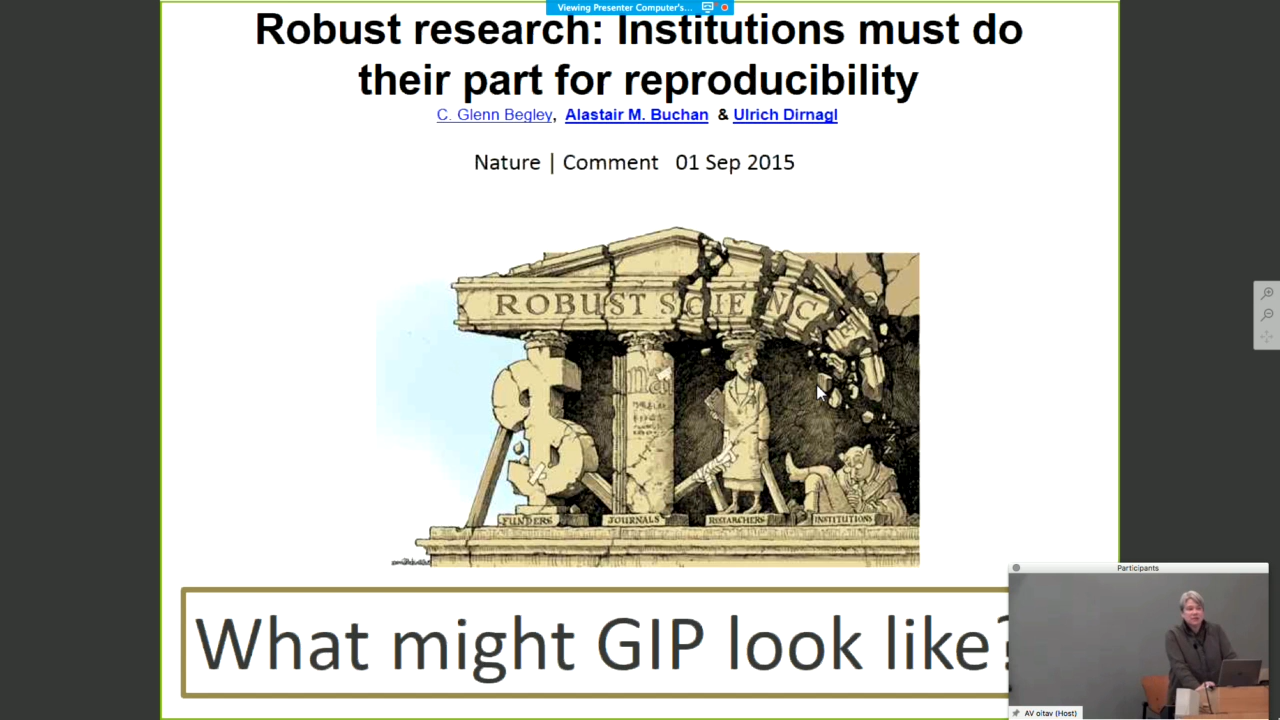 Viewing Presenter Computer's...
Robust research: Institutions must do
their part for reproducibility
C. Glenn Begley, Alastair M. Buchan & Ulrich Dirnagl
Nature | Comment 01 Sep 2015
ROBUST SCIENCE
Z
Z
Z
FUNDERS
JOURNALS
RESEARCHERS
INSTITUTIONS
What might GIP look like?
Participants
AV oitav (Host)